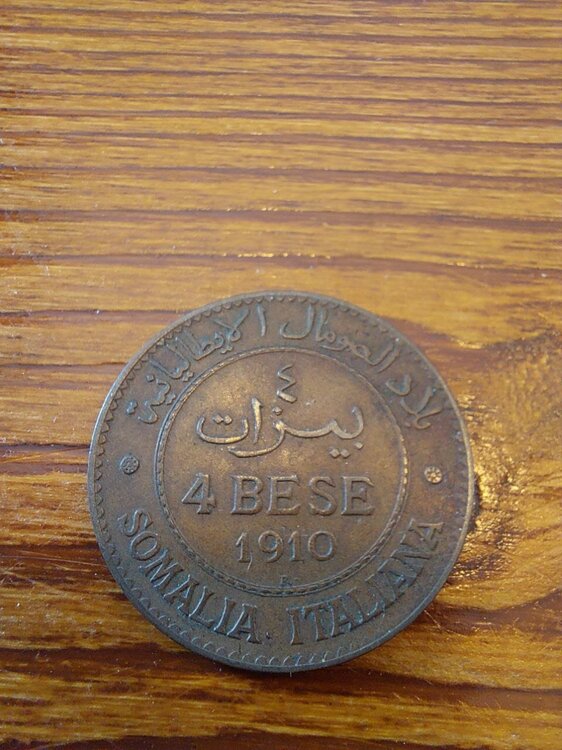 بلاد الصومال الايطاليانية
٤
بيزات
4 BESE
1910
R
SOMALIA. ITALIANA